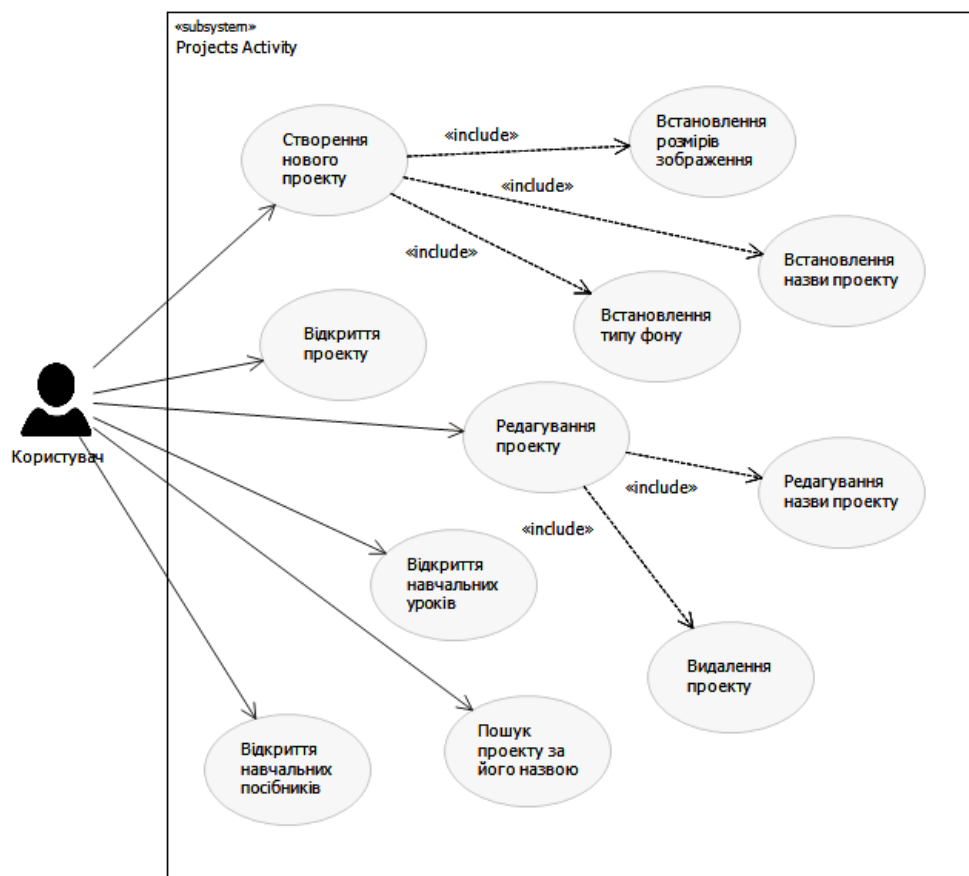 «subsystem»
Projects Activity
Створення
нового
проекту
«include»
Встановлення
розмірів
зображення
«include»
Встановлення
назви проекту
«include»
Встановлення
типу фону
Відкриття
проекту
Користувач
Редагування
проекту
«include»
Редагування
назви проекту
«include»
Видалення
проекту
Відкриття
навчальних
уроків
Пошук
проекту за
його назвою
Відкриття
навчальних
посібників